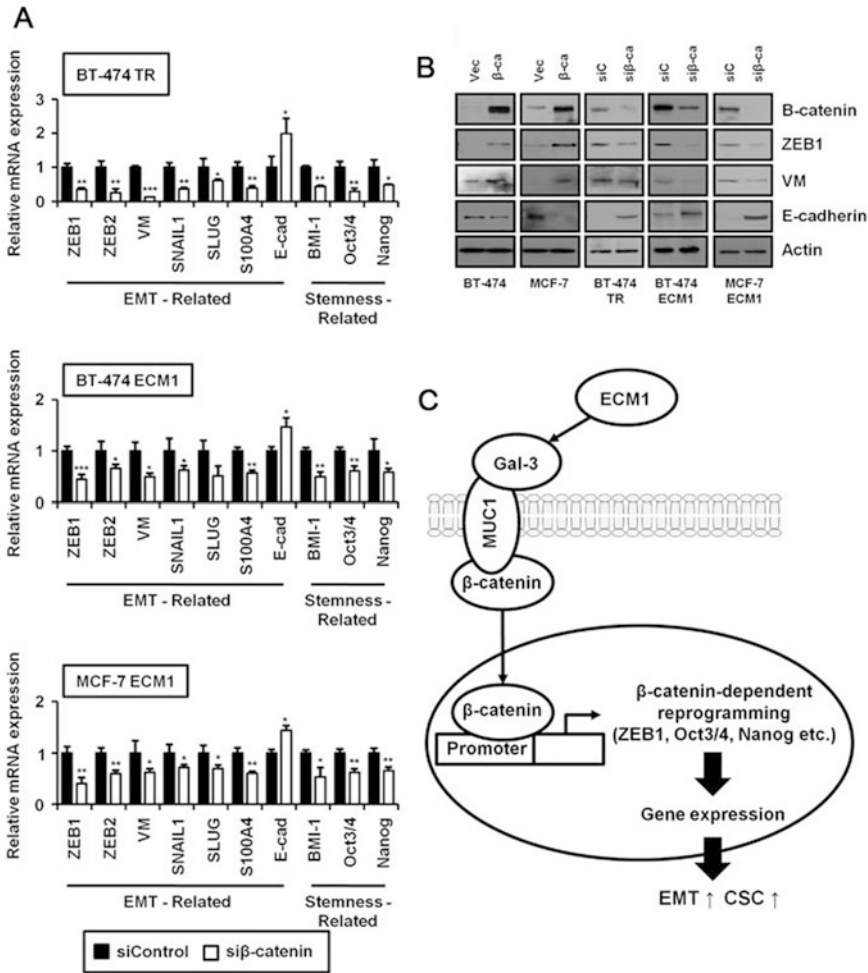 A
BT-474 TR
Relative mRNA expression
3
2
1
0
** ** *** ** * ** * ** ** *
ZEB1 ZEB2 VM SNAIL1 SLUG S100A4 E-cad BMI-1 Oct3/4 Nanog
EMT - Related
Stemness -
Related
BT-474 ECM1
Relative mRNA expression
2
1
0
*** * * * ** * ** ** *
ZEB1 ZEB2 VM SNAIL1 SLUG S100A4 E-cad BMI-1 Oct3/4 Nanog
EMT - Related
Stemness -
Related
MCF-7 ECM1
Relative mRNA expression
2
1
0
** ** * * * ** * * ** **
ZEB1 ZEB2 VM SNAIL1 SLUG S100A4 E-cad BMI-1 Oct3/4 Nanog
EMT - Related
Stemness -
Related
siControl siβ-catenin
B
Vec β-ca Vec β-ca siC siβ-ca siC siβ-ca siC siβ-ca
B-catenin
ZEB1
VM
E-cadherin
Actin
BT-474 MCF-7 BT-474 BT-474 MCF-7
TR ECM1 ECM1
C
ECM1
Gal-3
MUC1
β-catenin
β-catenin
Promoter
β-catenin-dependent
reprogramming
(ZEB1, Oct3/4, Nanog etc.)
Gene expression
EMT ↑ CSC ↑